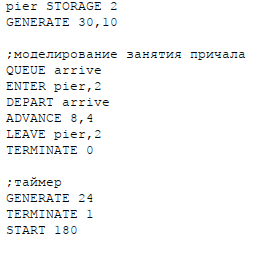 pier STORAGE 2
GENERATE 30,10
;моделирование занятия причала
QUEUE arrive
ENTER pier,2
DEPART arrive
ADVANCE 8,4
LEAVE pier,2
TERMINATE 0
;таймер
GENERATE 24
TERMINATE 1
START 180